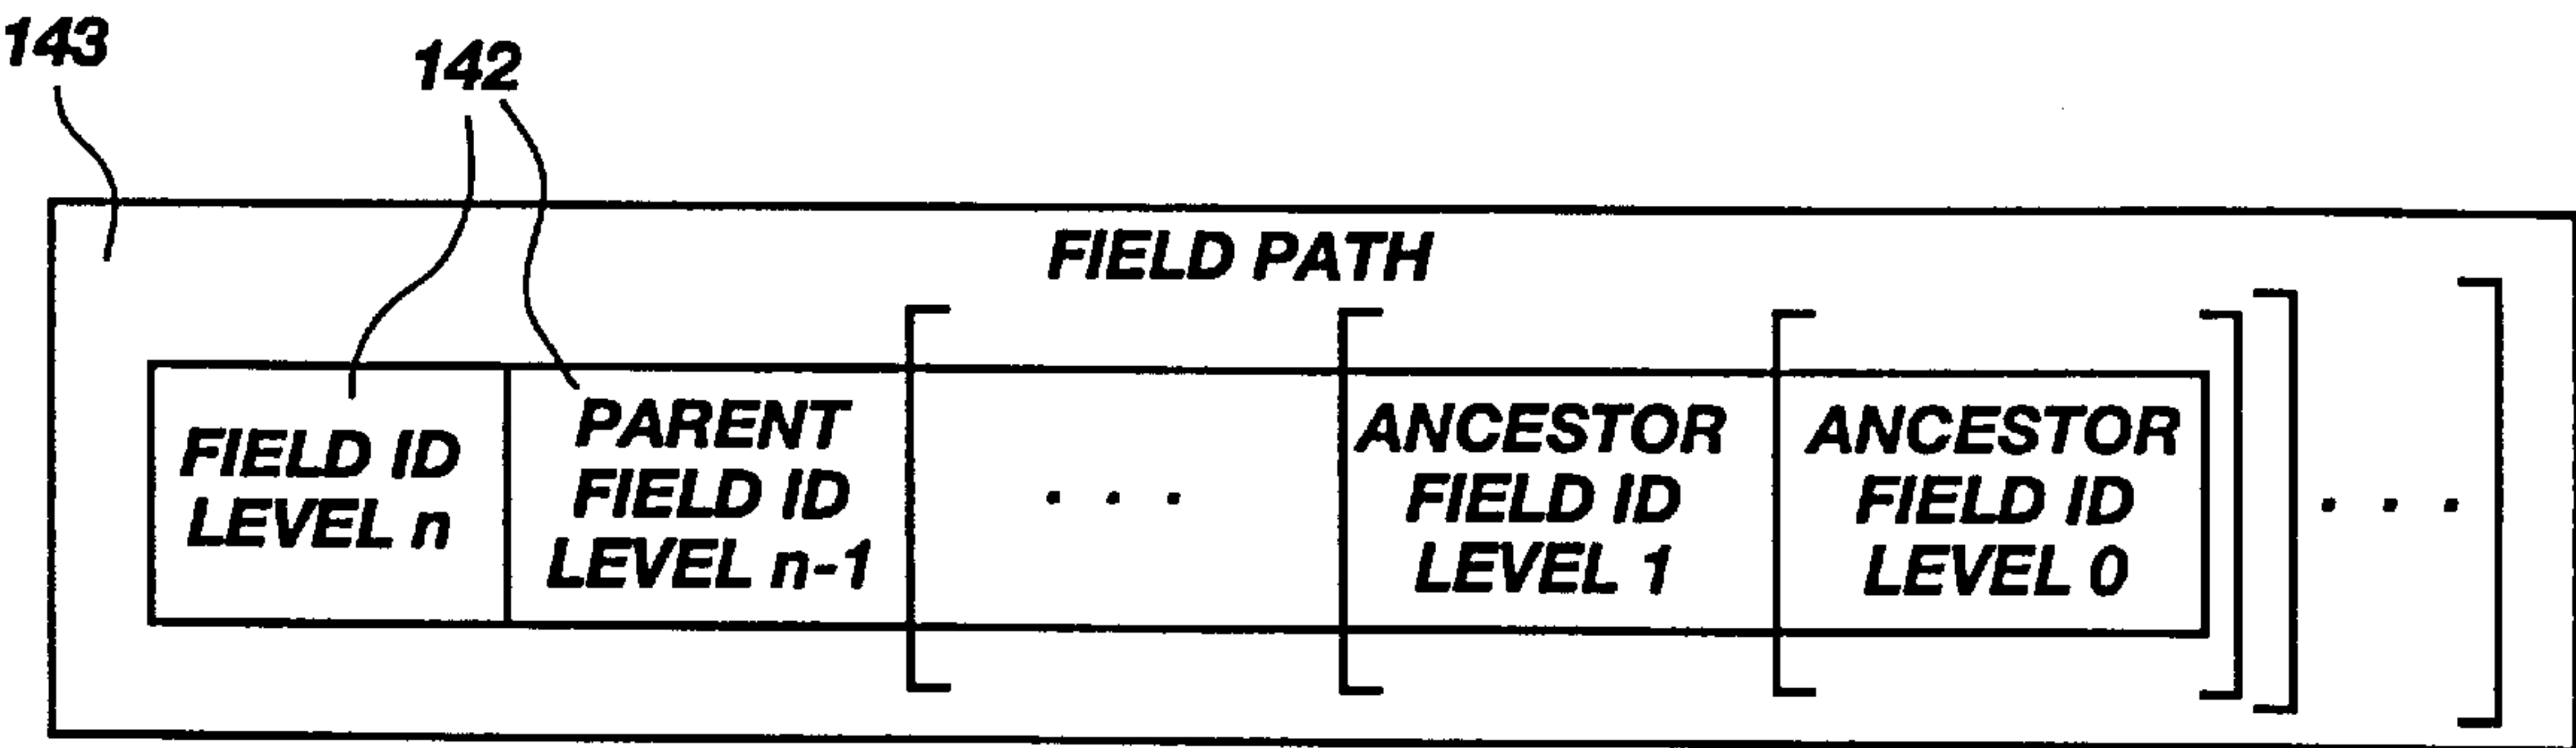 143
142
FIELD PATH
FIELD ID
LEVEL n
PARENT
FIELD ID
LEVEL n-1
. . .
ANCESTOR
FIELD ID
LEVEL 1
ANCESTOR
FIELD ID
LEVEL 0
. . .